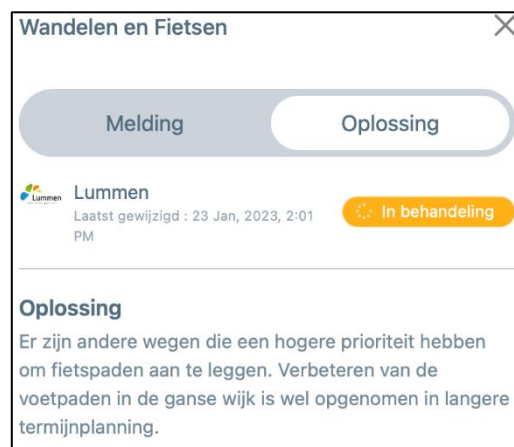 Wandelen en Fietsen
Melding
Oplossing
Lummen
Lummen
Laatst gewijzigd : 23 Jan, 2023, 2:01
PM
In behandeling
Oplossing
Er zijn andere wegen die een hogere prioriteit hebben
om fietspaden aan te leggen. Verbeteren van de
voetpaden in de ganse wijk is wel opgenomen in langere
termijnplanning.